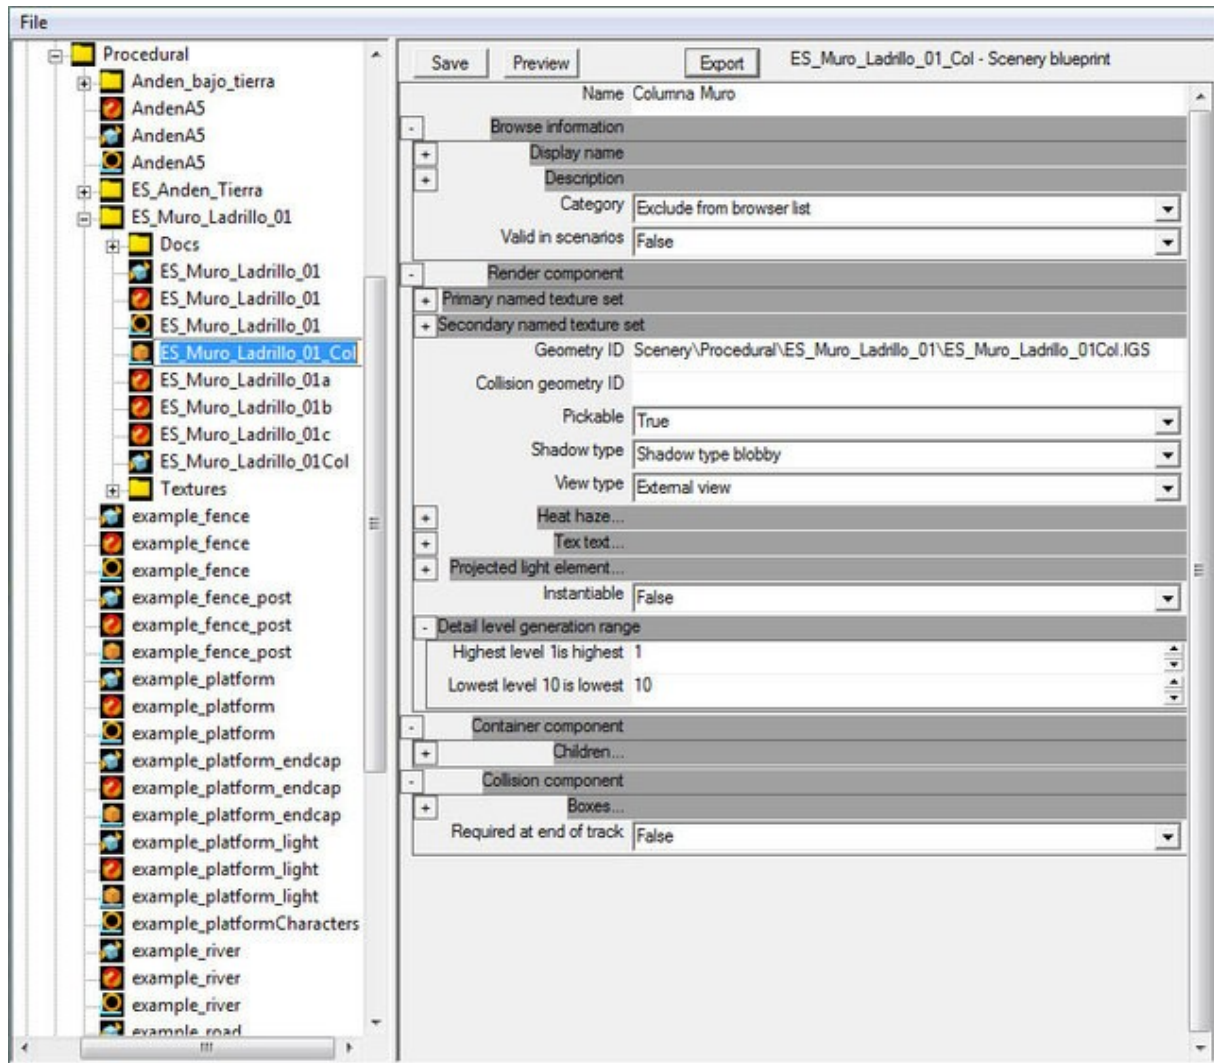 File
Procedural
Anden_bajo_tierra
AndenA5
AndenA5
AndenA5
ES_Anden_Tierra
ES_Muro_Ladrillo_01
Docs
ES_Muro_Ladrillo_01
ES_Muro_Ladrillo_01
ES_Muro_Ladrillo_01
ES_Muro_Ladrillo_01_Col
ES_Muro_Ladrillo_01a
ES_Muro_Ladrillo_01b
ES_Muro_Ladrillo_01c
ES_Muro_Ladrillo_01Col
Textures
example_fence
example_fence
example_fence
example_fence_post
example_fence_post
example_fence_post
example_platform
example_platform
example_platform
example_platform_endcap
example_platform_endcap
example_platform_endcap
example_platform_light
example_platform_light
example_platform_light
example_platformCharacters
example_river
example_river
example_river
example_road
Save Preview Export ES_Muro_Ladrillo_01_Col - Scenery blueprint
Name Columna Muro
Browse information
Display name
Description
Category Exclude from browser list
Valid in scenarios False
Render component
Primary named texture set
Secondary named texture set
Geometry ID Scenery\Procedural\ES_Muro_Ladrillo_01\ES_Muro_Ladrillo_01Col.IGS
Collision geometry ID
Pickable True
Shadow type Shadow type blobby
View type External view
Heat haze...
Tex text...
Projected light element...
Instantiable False
Detail level generation range
Highest level 1is highest 1
Lowest level 10 is lowest 10
Container component
Children...
Collision component
Boxes...
Required at end of track False